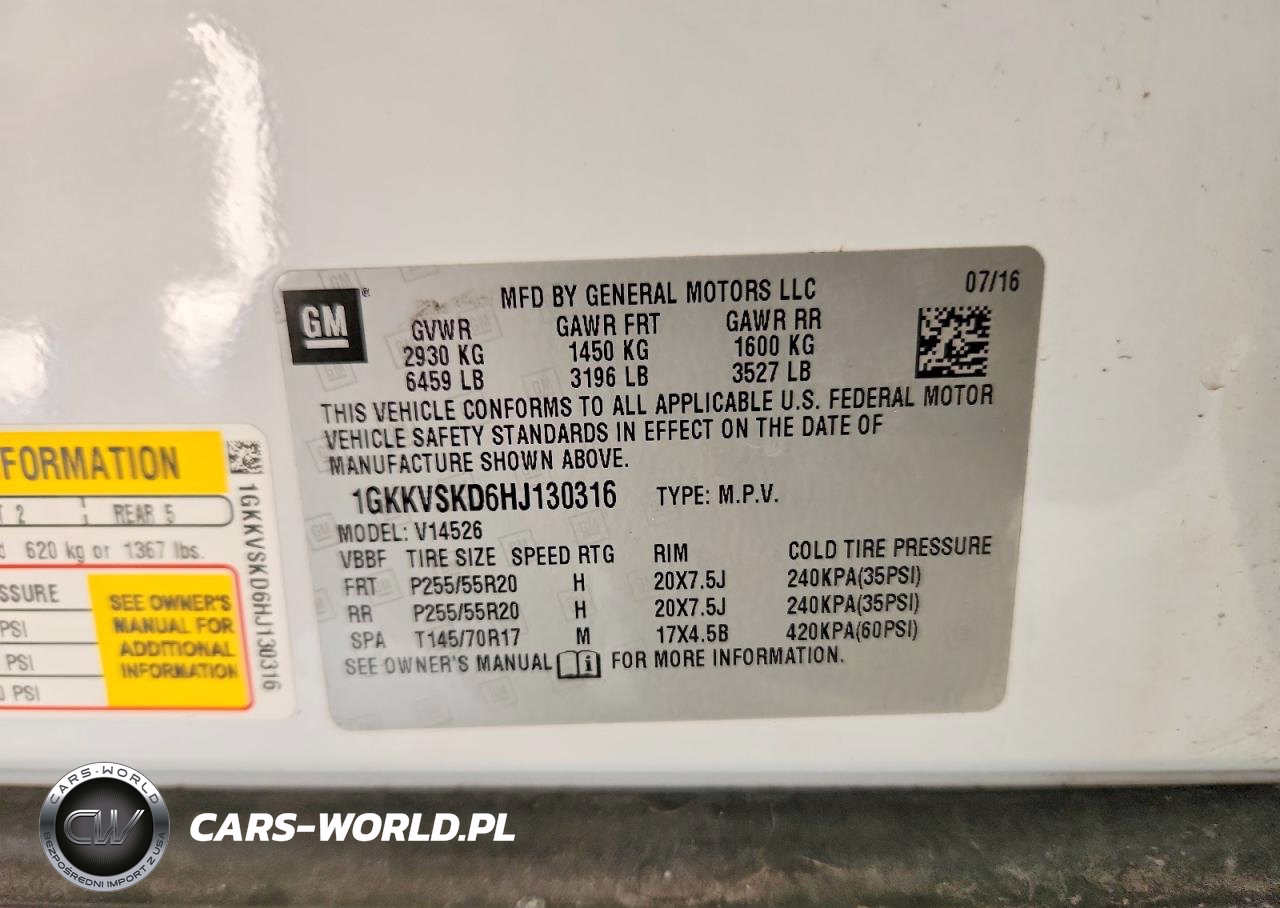 GM
MFD BY GENERAL MOTORS LLC
07/16
GVWR GAWR FRT GAWR RR
2930 KG 1450 KG 1600 KG
6459 LB 3196 LB 3527 LB
THIS VEHICLE CONFORMS TO ALL APPLICABLE U.S. FEDERAL MOTOR
VEHICLE SAFETY STANDARDS IN EFFECT ON THE DATE OF
MANUFACTURE SHOWN ABOVE.
1GKKVSKD6HJ130316 TYPE: M.P.V.
MODEL: V14526
VBBF TIRE SIZE SPEED RTG RIM COLD TIRE PRESSURE
FRT P255/55R20 H 20X7.5J 240KPA(35PSI)
RR P255/55R20 H 20X7.5J 240KPA(35PSI)
SPA T145/70R17 M 17X4.5B 420KPA(60PSI)
SEE OWNER'S MANUAL i FOR MORE INFORMATION.
FORMATION
2 REAR 5
620 kg or 1367 lbs.
SSURE
PSI
PSI
PSI
SEE OWNER'S
MANUAL FOR
ADDITIONAL
INFORMATION
1GKKVSKD6HJ130316
CARS-WORLD
CW
BEZPOŚREDNI IMPORT Z USA
CARS-WORLD.PL